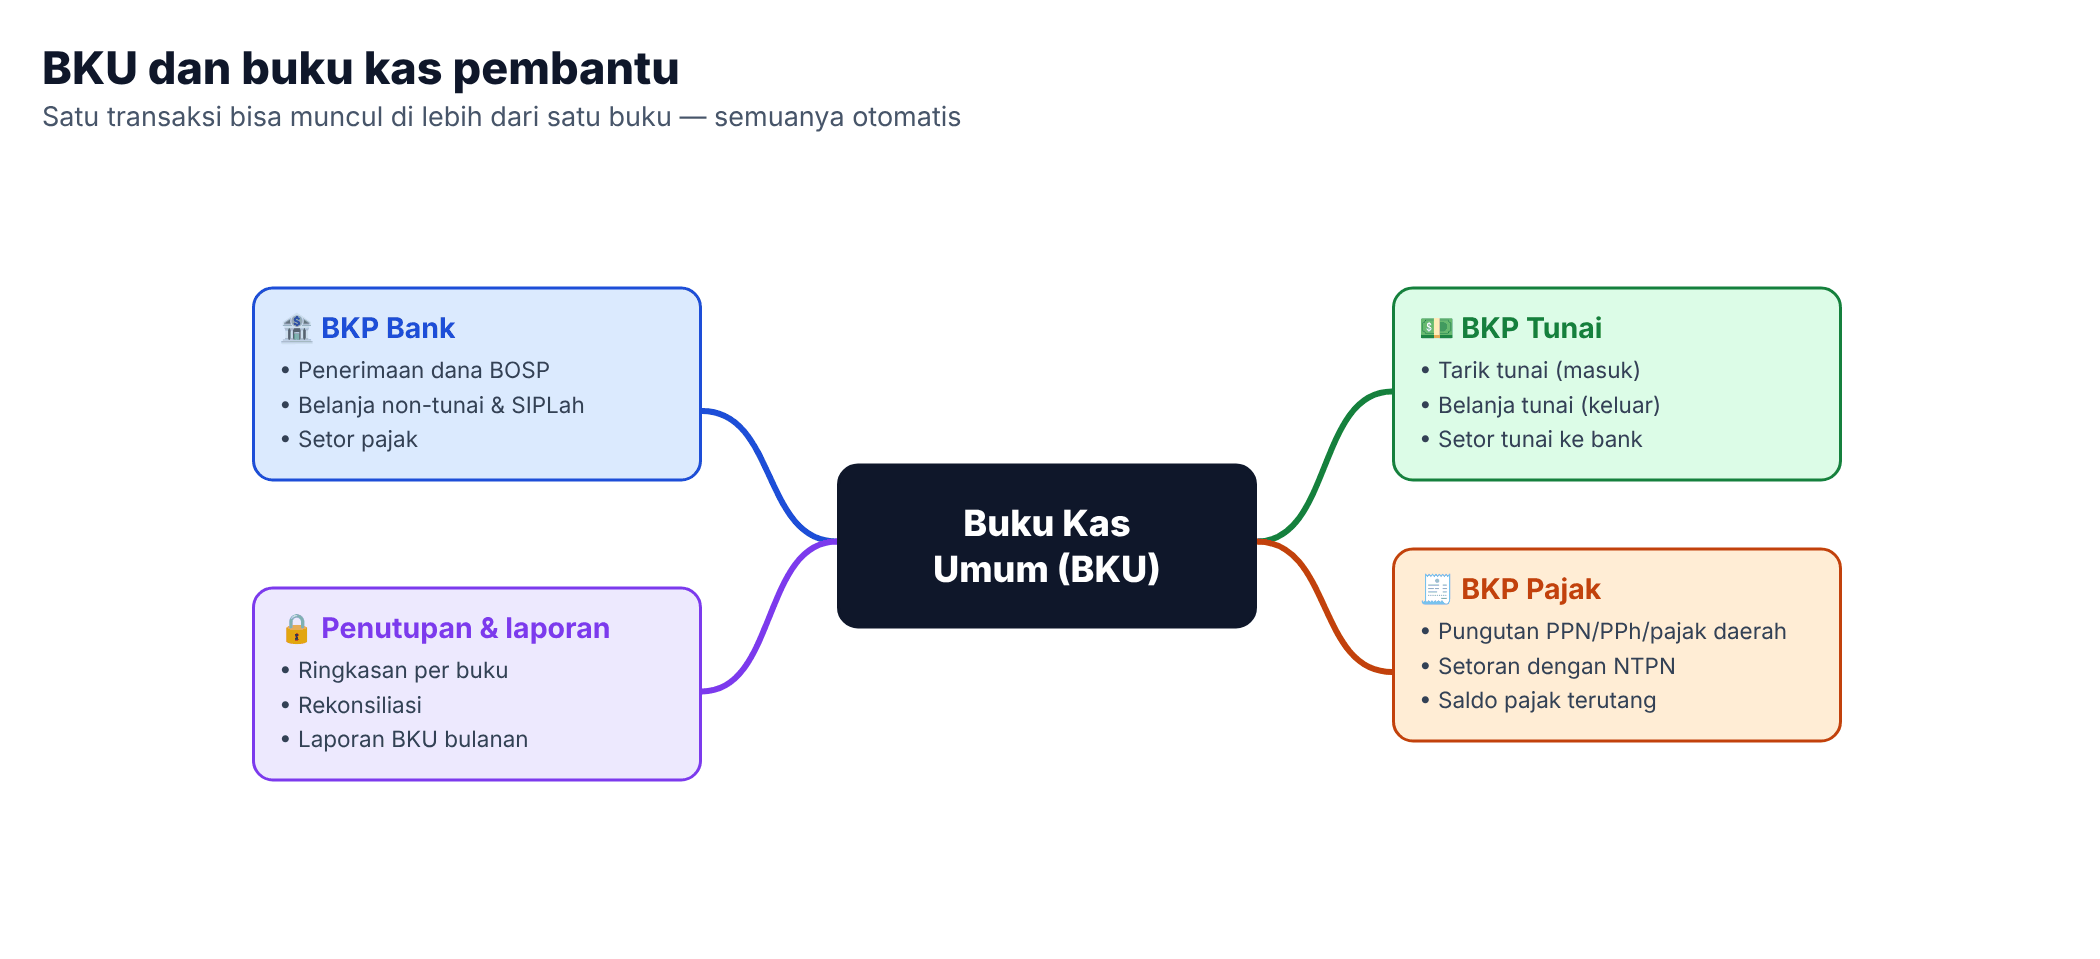 BKU dan buku kas pembantu
Satu transaksi bisa muncul di lebih dari satu buku — semuanya otomatis
BKP Bank
• Penerimaan dana BOSP
• Belanja non-tunai & SIPLah
• Setor pajak
Penutupan & laporan
• Ringkasan per buku
• Rekonsiliasi
• Laporan BKU bulanan
Buku Kas
Umum (BKU)
BKP Tunai
• Tarik tunai (masuk)
• Belanja tunai (keluar)
• Setor tunai ke bank
BKP Pajak
• Pungutan PPN/PPh/pajak daerah
• Setoran dengan NTPN
• Saldo pajak terutang